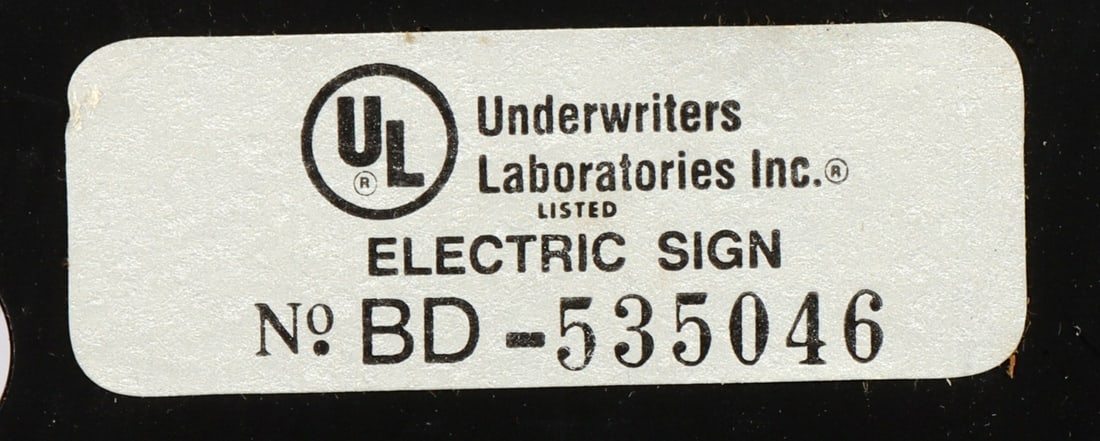 UL® Underwriters
Laboratories Inc.®
LISTED
ELECTRIC SIGN
Nº BD-535046